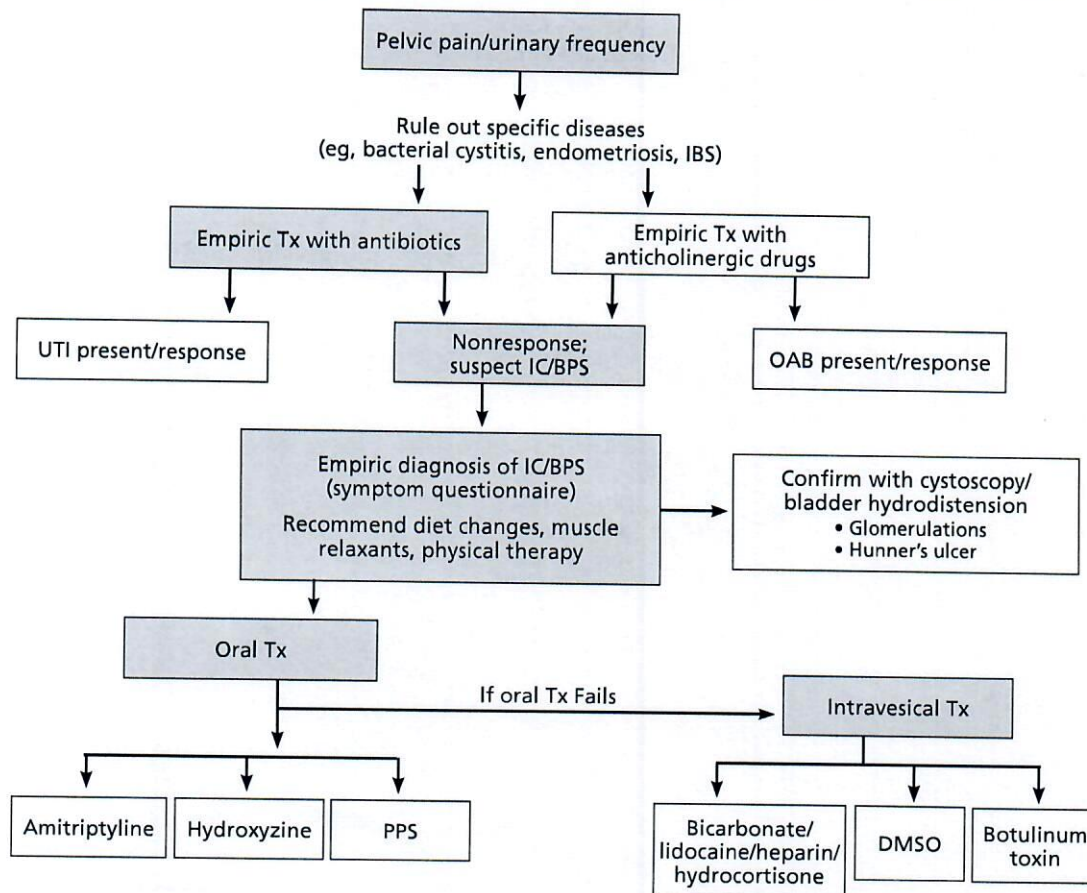 Pelvic pain/urinary frequency
Rule out specific diseases
(eg, bacterial cystitis, endometriosis, IBS)
Empiric Tx with antibiotics
Empiric Tx with
anticholinergic drugs
UTI present/response
Nonresponse;
suspect IC/BPS
OAB present/response
Empiric diagnosis of IC/BPS
(symptom questionnaire)
Recommend diet changes, muscle
relaxants, physical therapy
Confirm with cystoscopy/
bladder hydrodistension
• Glomerulations
• Hunner's ulcer
Oral Tx
If oral Tx Fails
Intravesical Tx
Amitriptyline
Hydroxyzine
PPS
Bicarbonate/
lidocaine/heparin/
hydrocortisone
DMSO
Botulinum
toxin